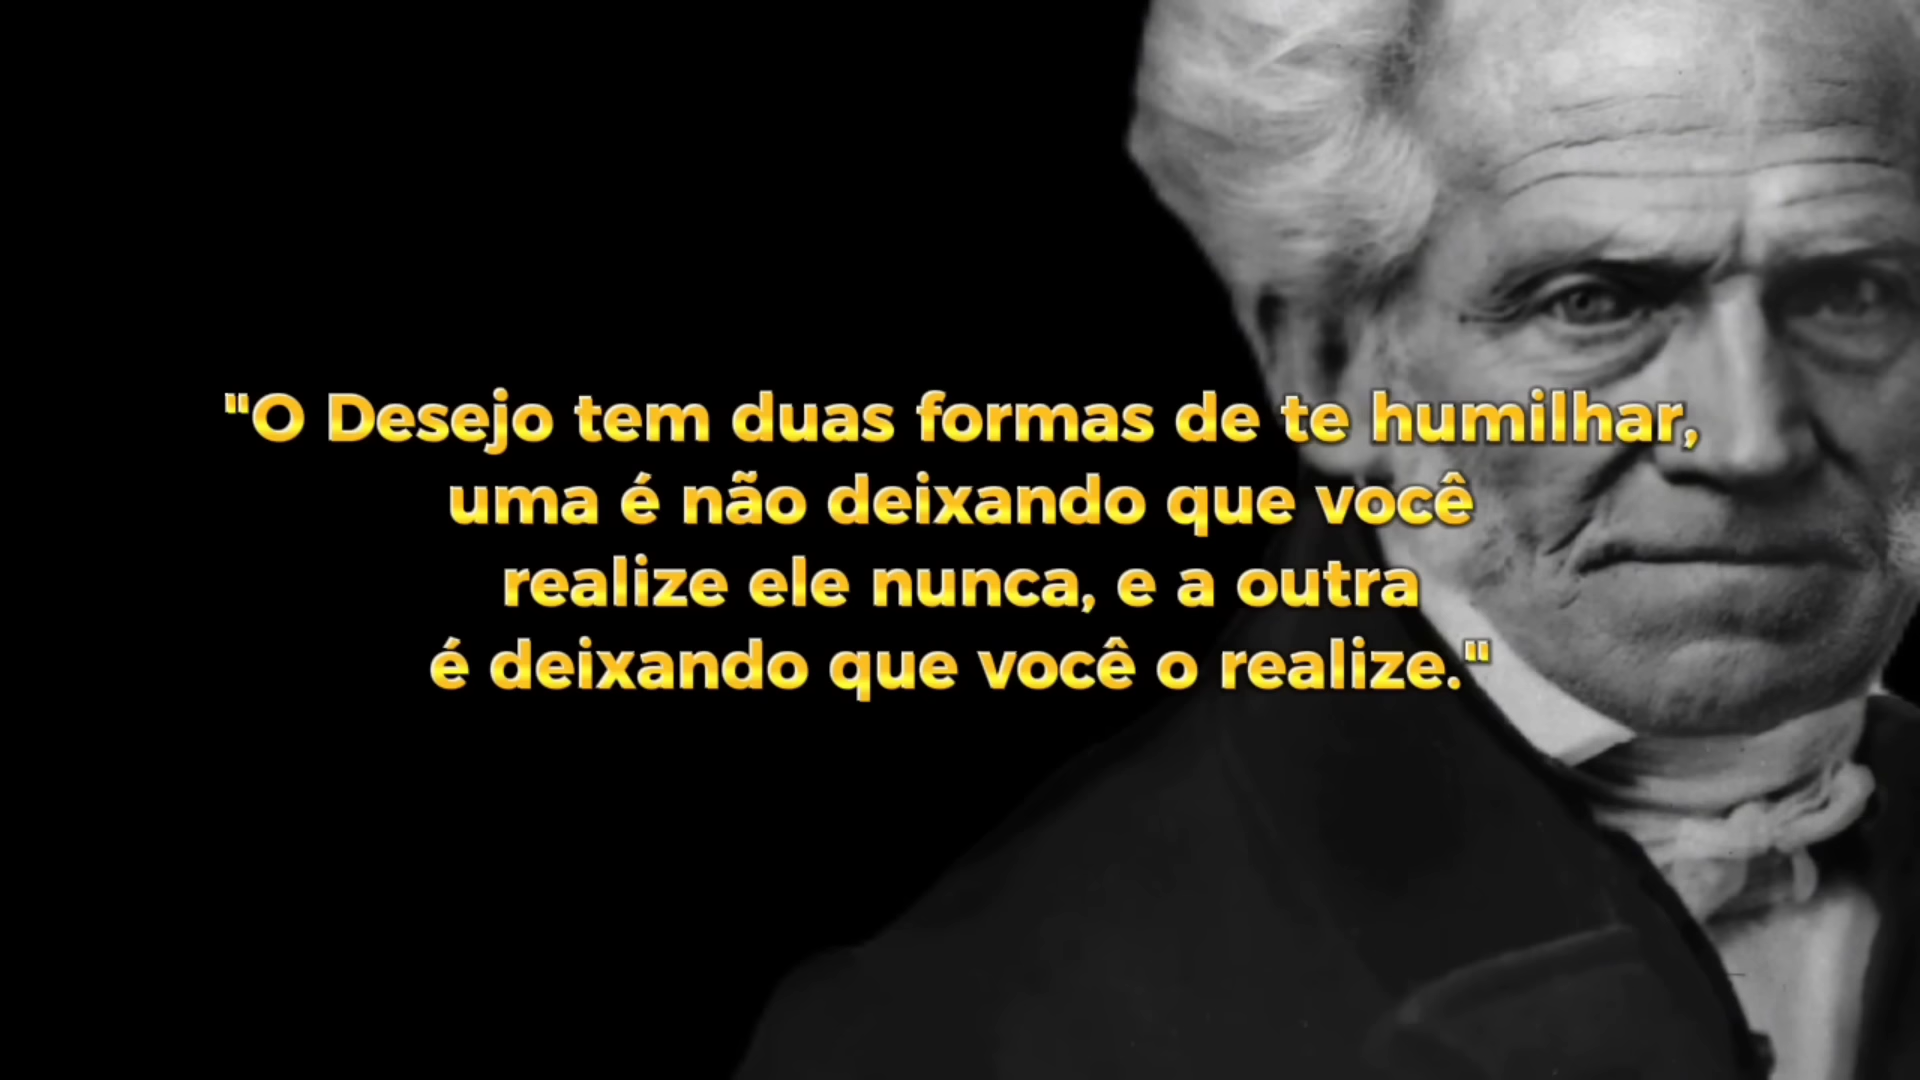 "O Desejo tem duas formas de te humilhar,
uma é não deixando que você
realize ele nunca, e a outra
é deixando que você o realize."